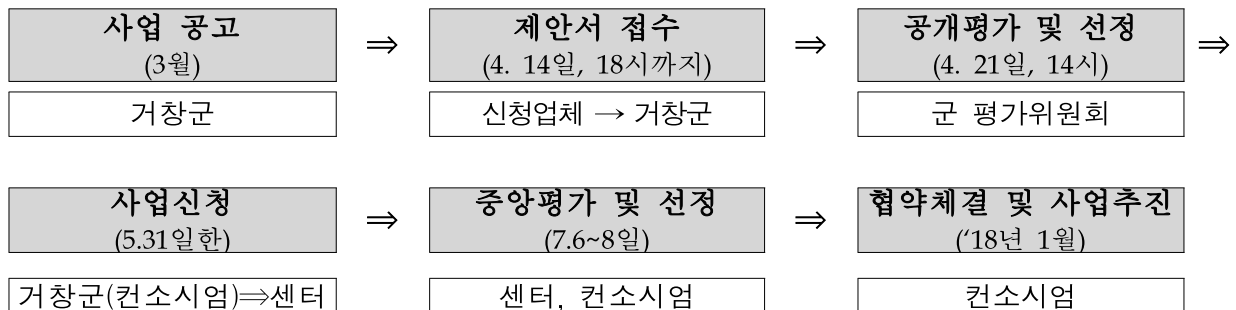 사업 공고 ⇒ 제안서 접수 ⇒ 공개평가 및 선정 ⇒
(3월) (4. 14일, 18시까지) (4. 21일, 14시)
거창군 신청업체 → 거창군 군 평가위원회
사업신청 ⇒ 중앙평가 및 선정 ⇒ 협약체결 및 사업추진
(5.31일한) (7.6~8일) (‘18년 1월)
거창군(컨소시엄)⇒센터 센터, 컨소시엄 컨소시엄